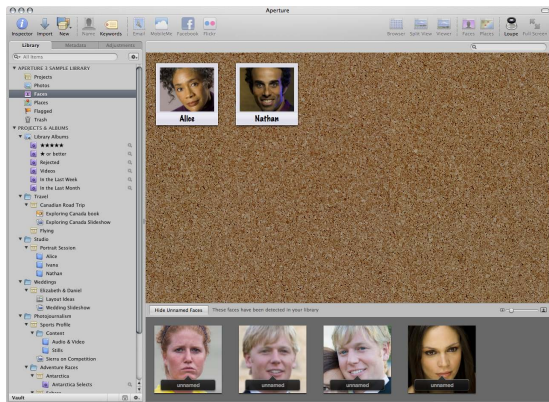 Aperture
Inspector Import New Name Keywords Email MobileMe Facebook Flickr Browser Split View Viewer Faces Places Loupe Full Screen
Library Metadata Adjustments
All Items
APERTURE 3 SAMPLE LIBRARY
Projects
Photos
Faces
Places
Flagged
Trash
PROJECTS & ALBUMS
Library Albums
★★★★★
★ or better
Rejected
Videos
In the Last Week
In the Last Month
Travel
Canadian Road Trip
Exploring Canada book
Exploring Canada Slideshow
Flying
Studio
Portrait Session
Alice
Ivana
Nathan
Weddings
Elizabeth & Daniel
Layout Ideas
Wedding Slideshow
Photojournalism
Sports Profile
Content
Audio & Video
Stills
Sierra on Competition
Adventure Races
Antarctica
Antarctica Selects
Vault
Alice Nathan
Hide Unnamed Faces These faces have been detected in your library
unnamed unnamed unnamed unnamed